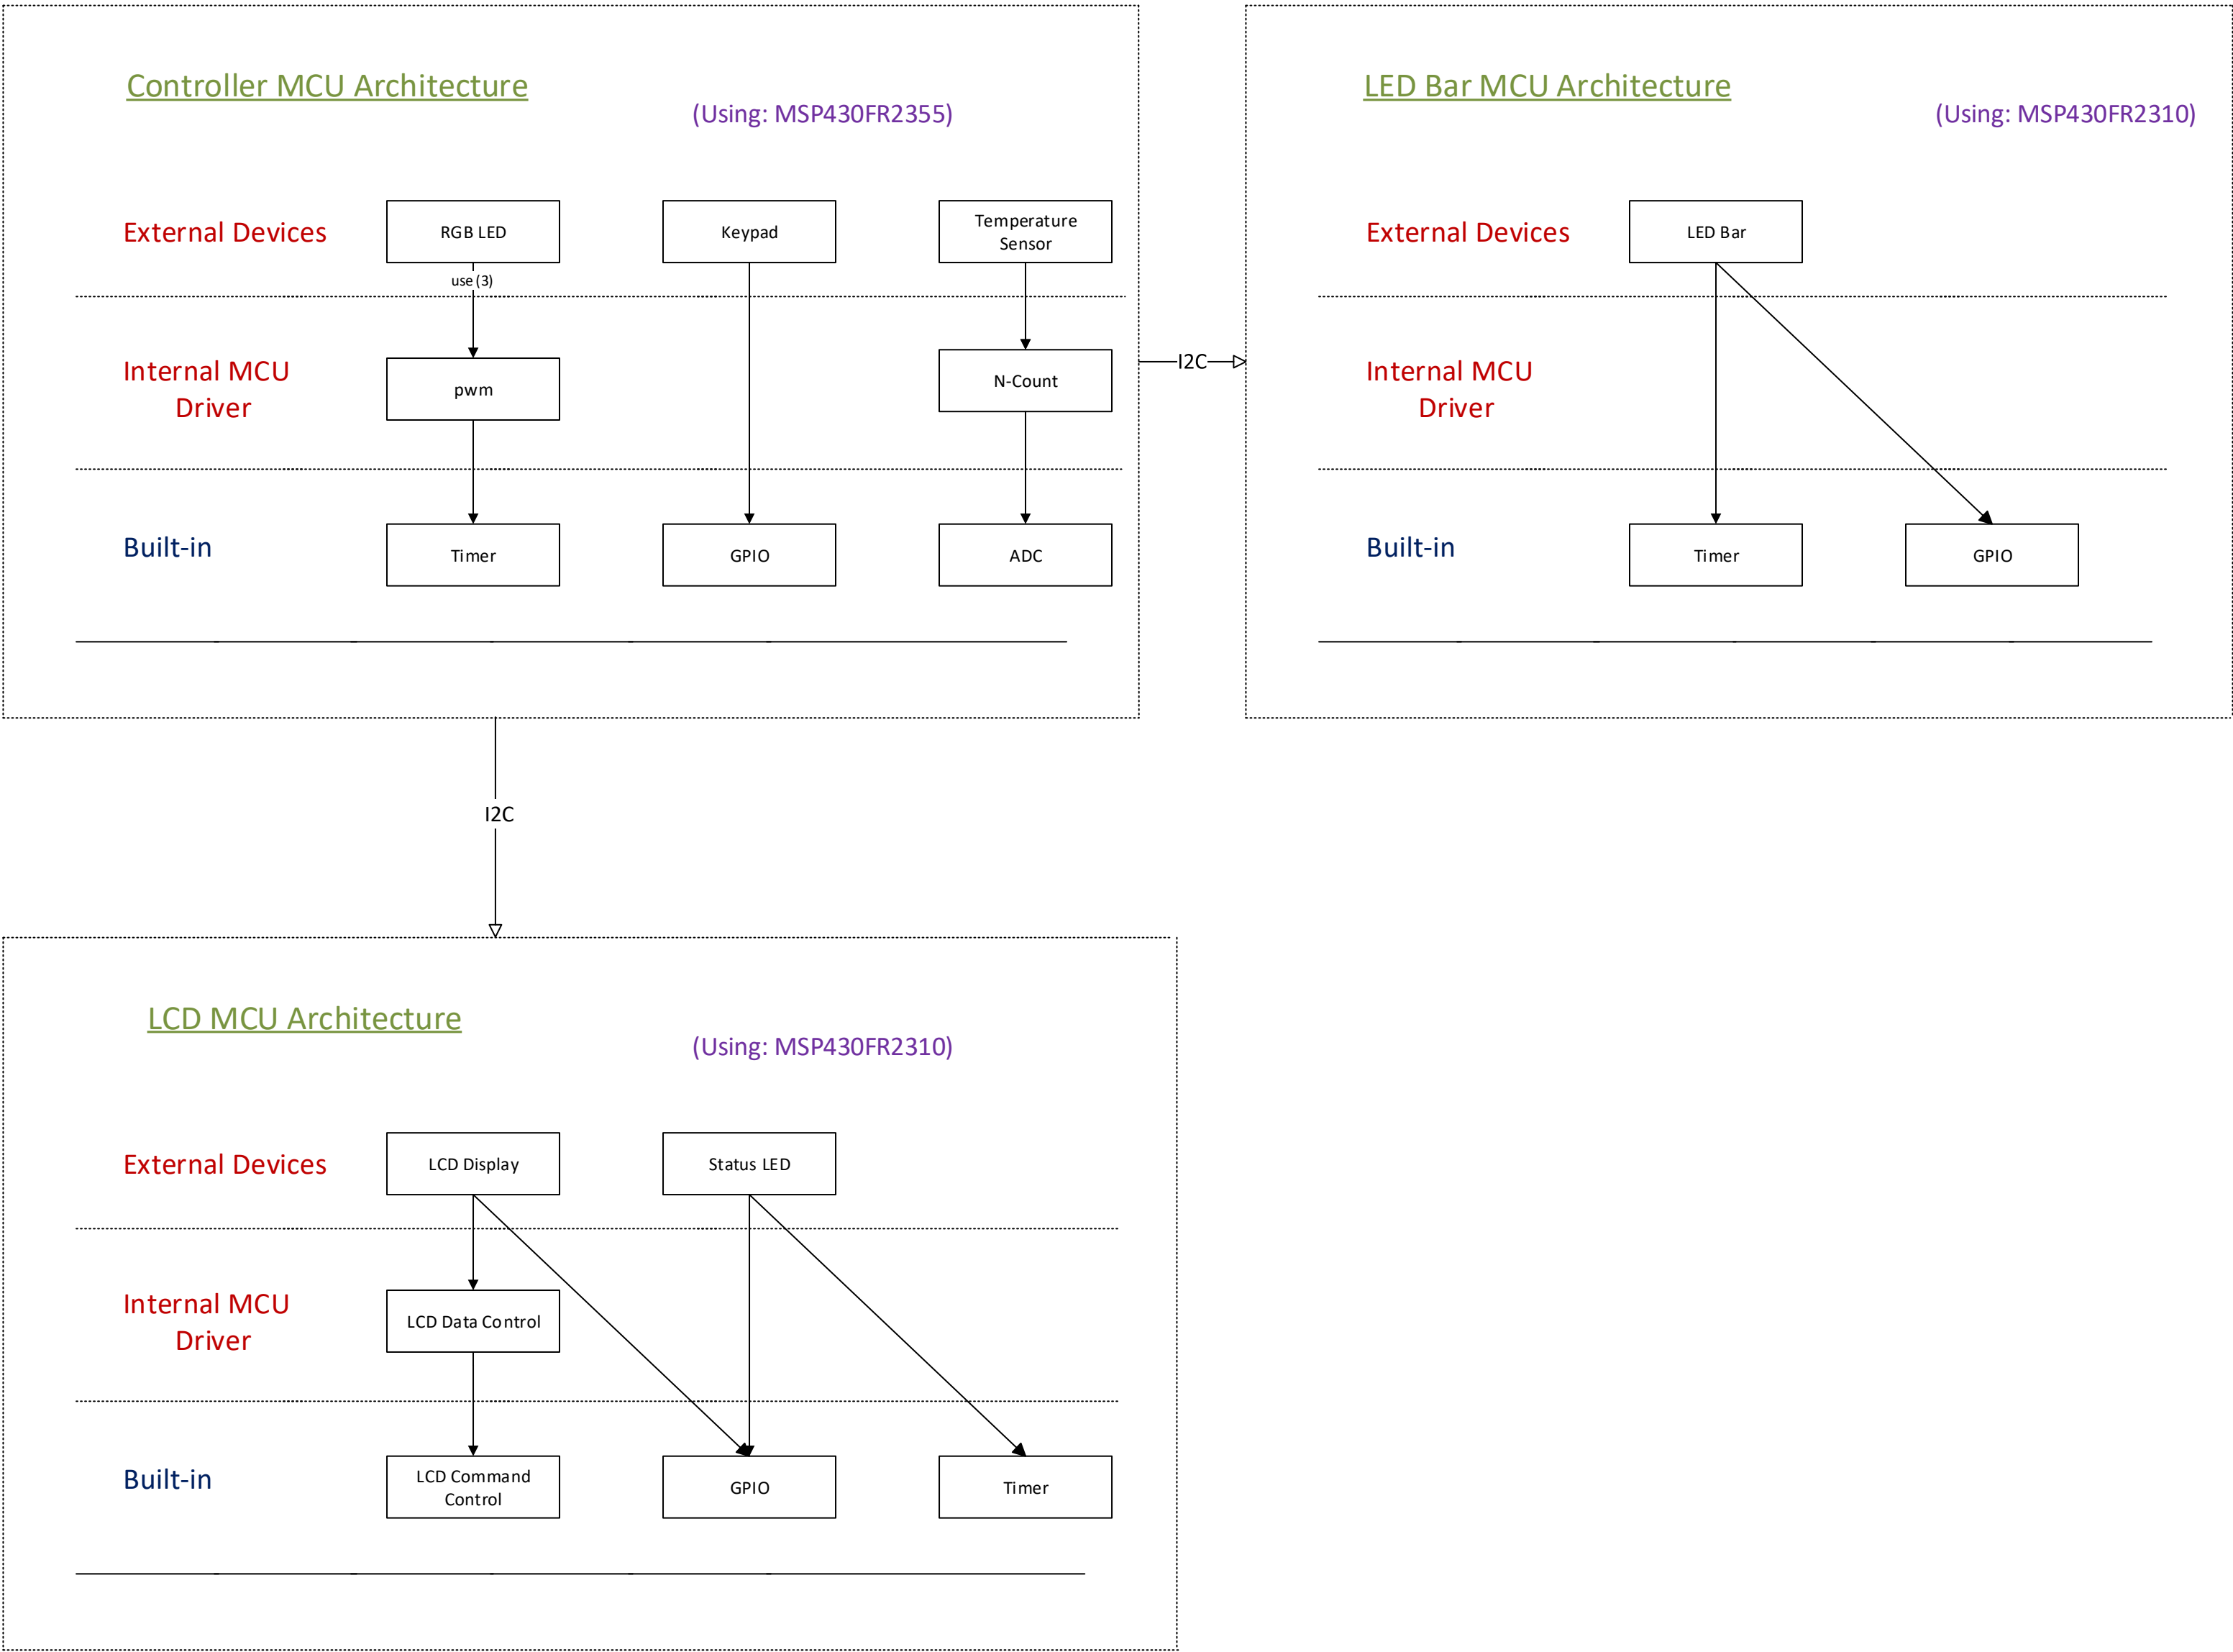 Controller MCU Architecture
(Using: MSP430FR2355)
External Devices
RGB LED
Keypad
Temperature
Sensor
use (3)
Internal MCU
Driver
pwm
N-Count
Built-in
Timer
GPIO
ADC
I2C
LED Bar MCU Architecture
(Using: MSP430FR2310)
External Devices
LED Bar
Internal MCU
Driver
Built-in
Timer
GPIO
I2C
LCD MCU Architecture
(Using: MSP430FR2310)
External Devices
LCD Display
Status LED
Internal MCU
Driver
LCD Data Control
Built-in
LCD Command
Control
GPIO
Timer